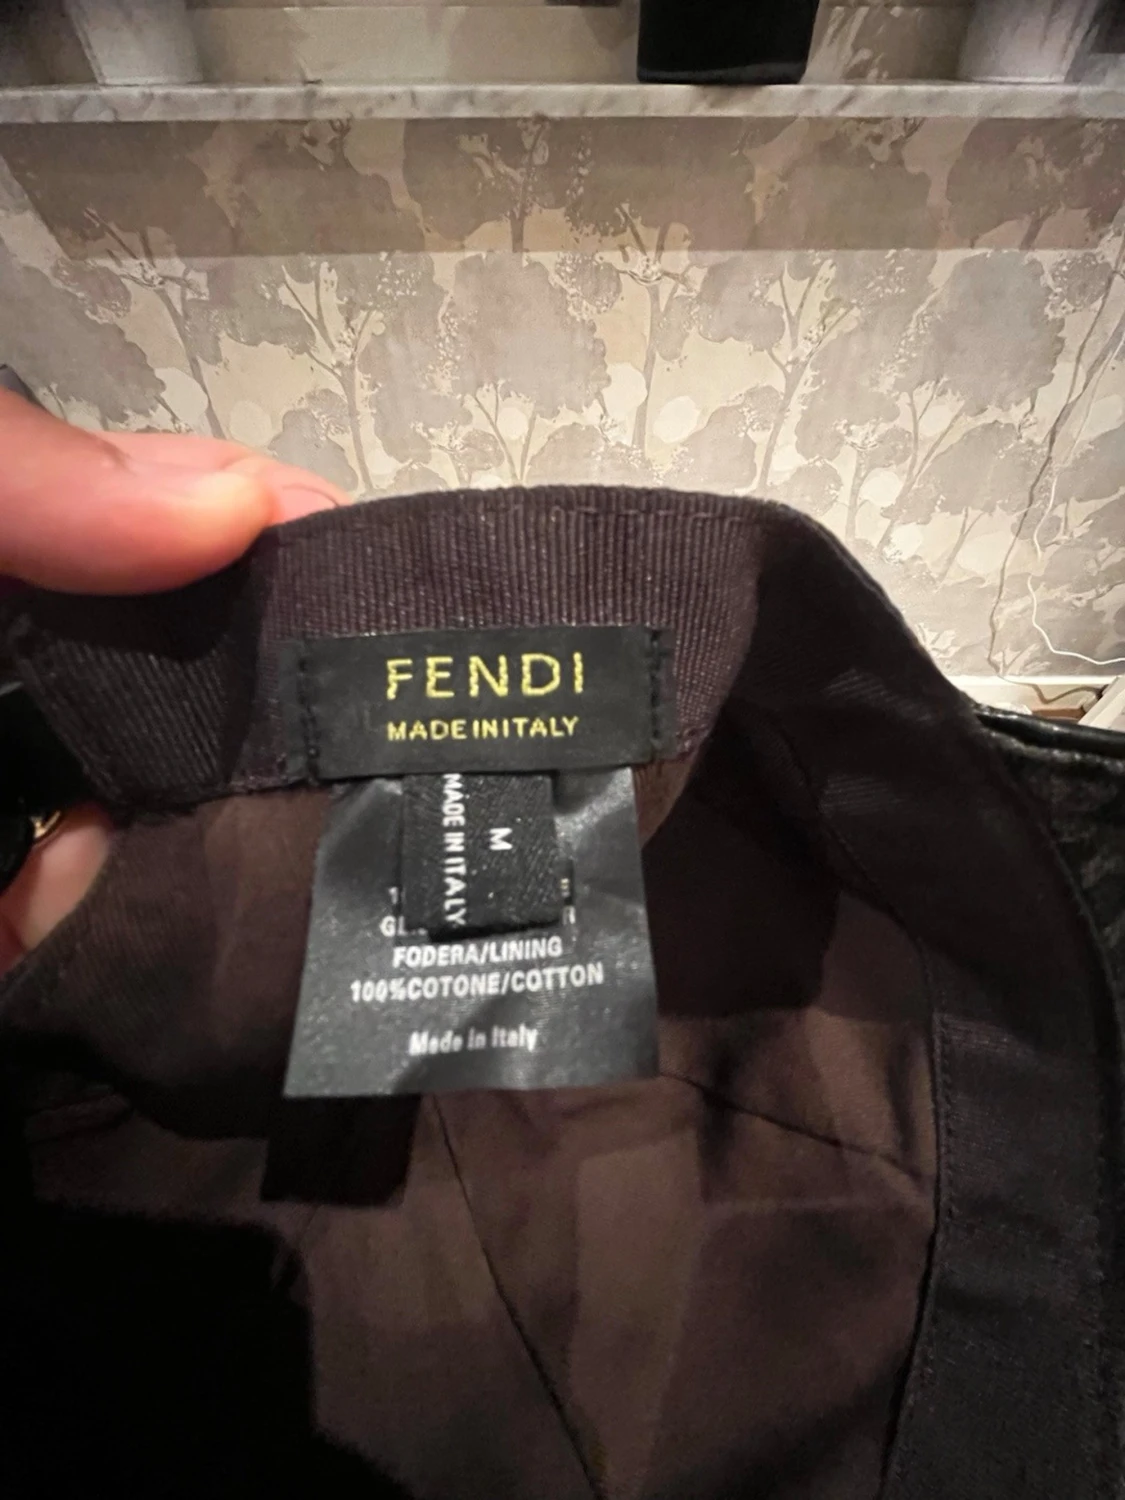 FENDI
MADE IN ITALY
MADE IN ITALY
M
FODERA/LINING
100%COTONE/COTTON
Made in Italy